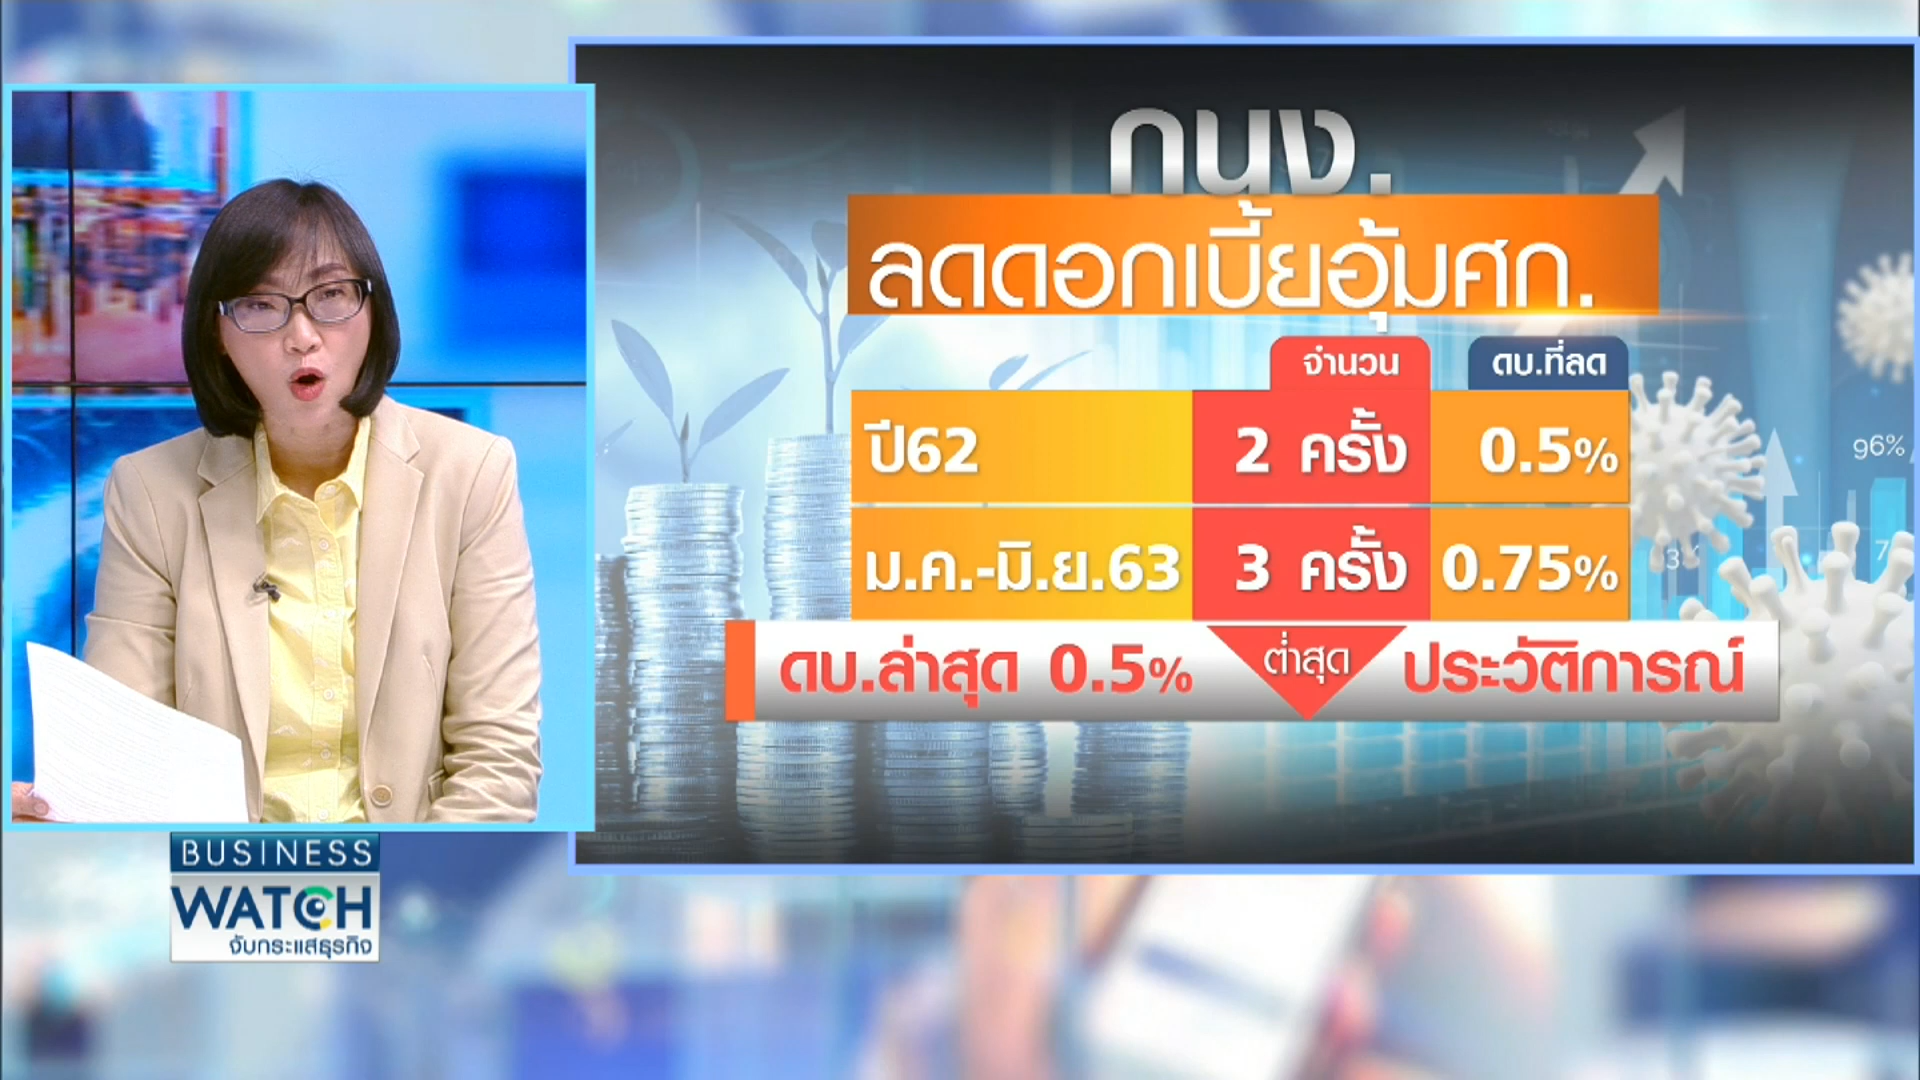 กนง.
ลดดอกเบี้ยอุ้มศก.
จำนวน ดบ.ที่ลด
ปี62 2 ครั้ง 0.5%
ม.ค.-มิ.ย.63 3 ครั้ง 0.75%
ดบ.ล่าสุด 0.5% ต่ำสุด ประวัติการณ์
96%
BUSINESS
WATCH
จับกระแสธุรกิจ